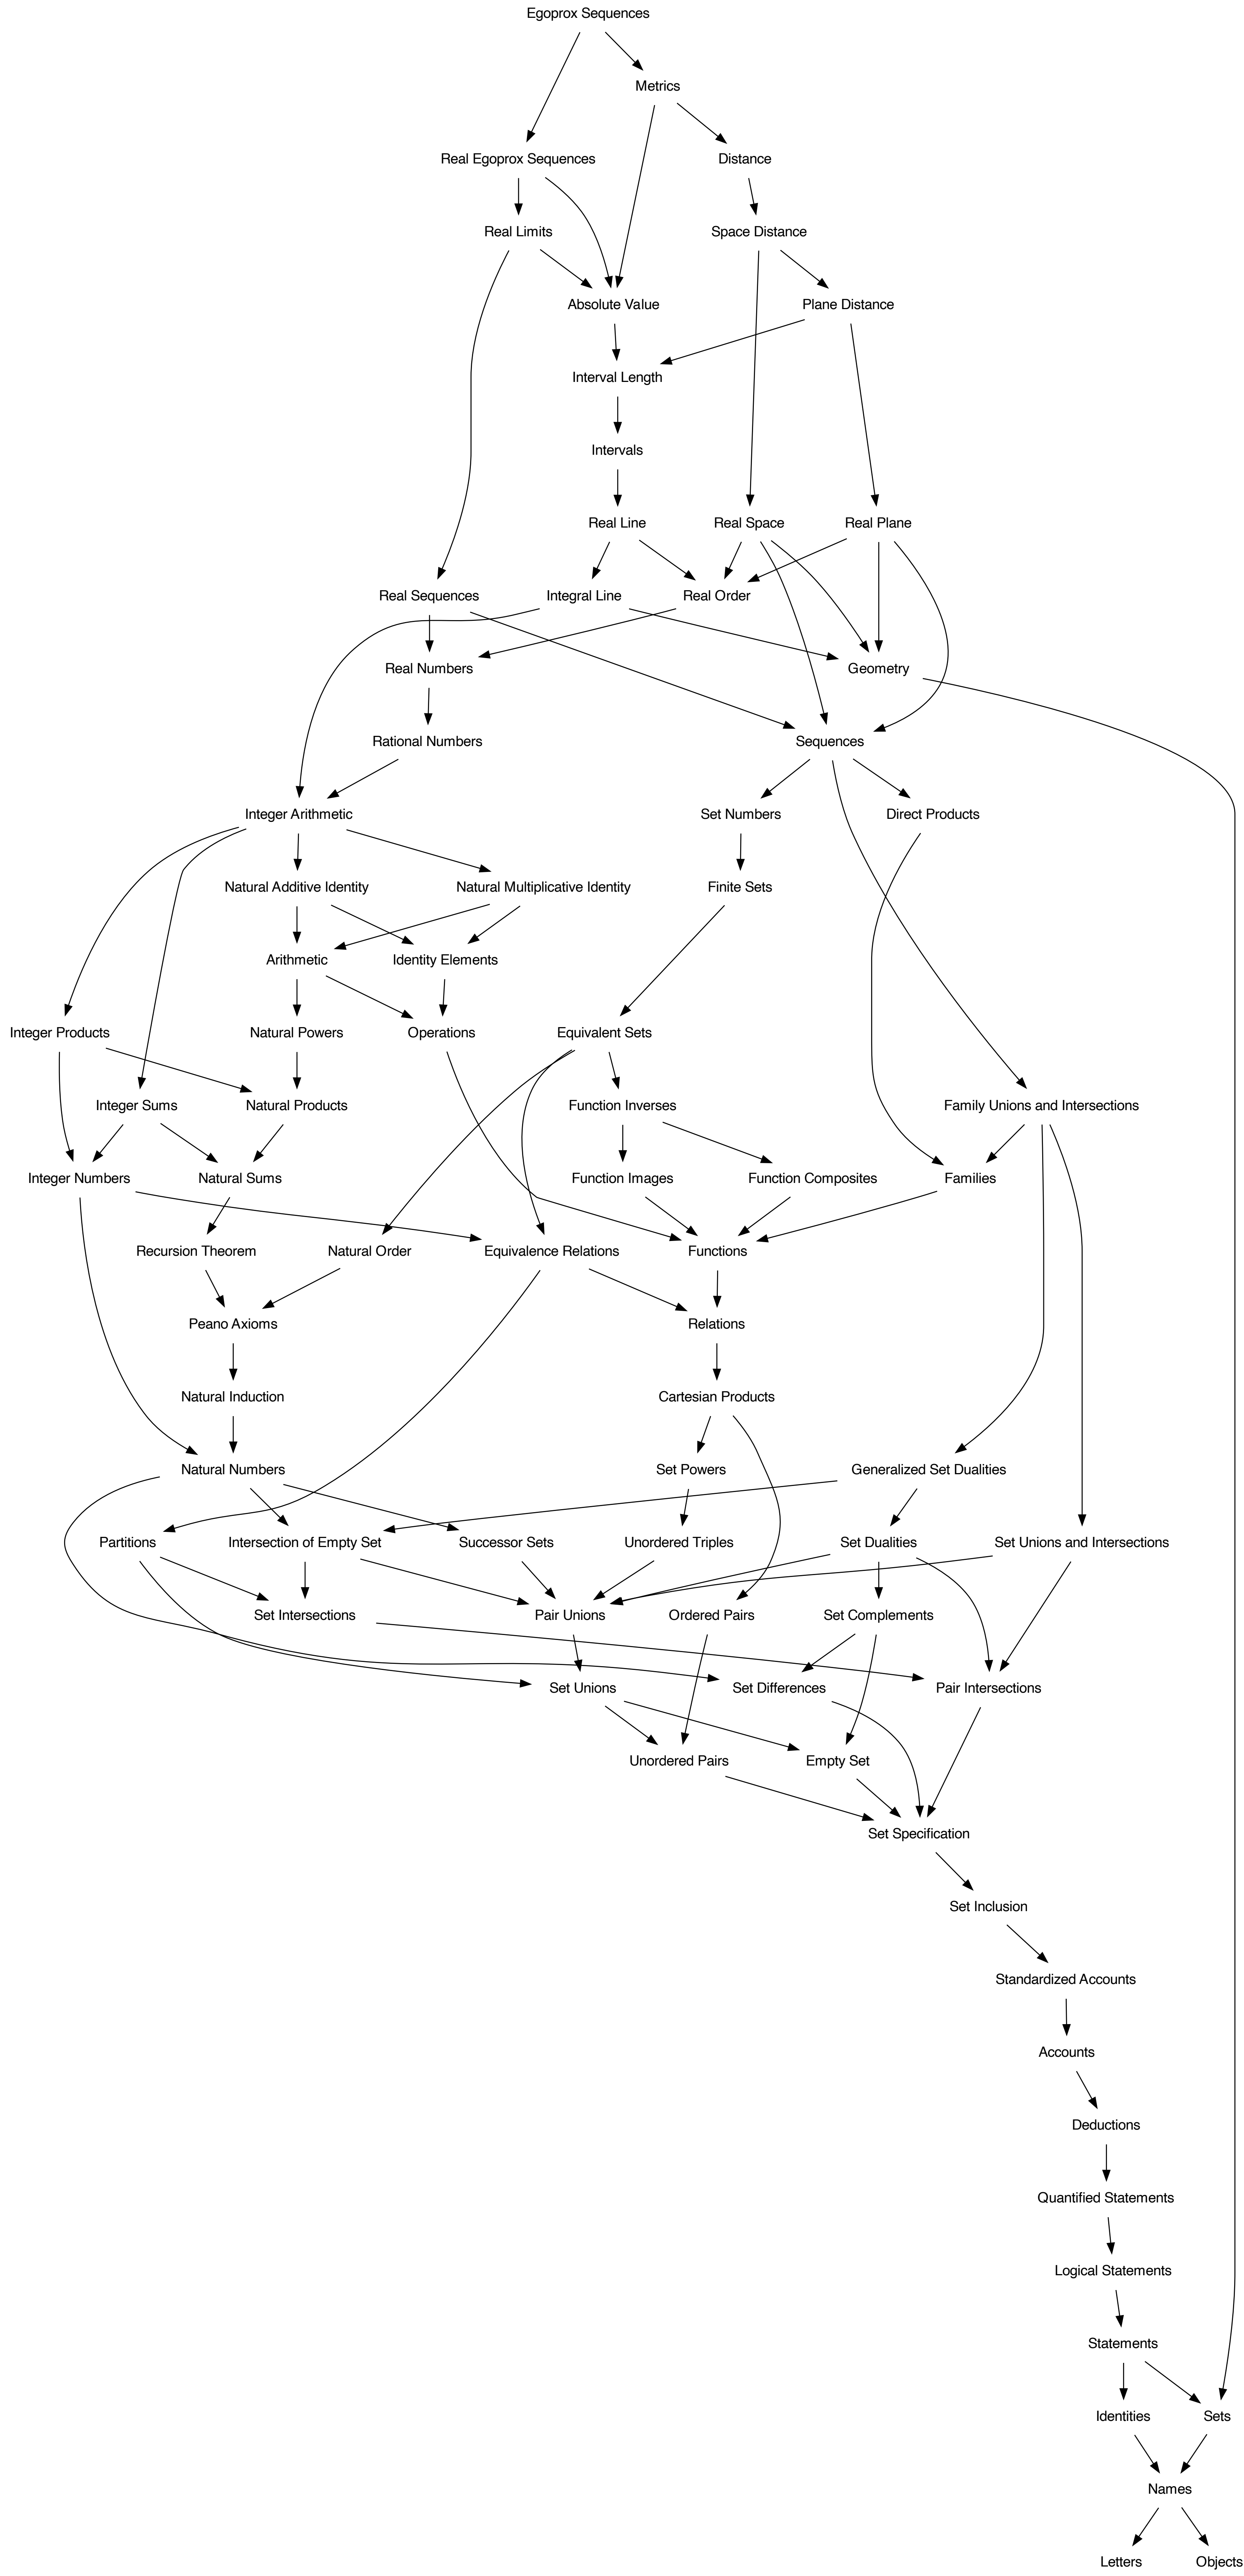 Egoprox Sequences
Metrics
Real Egoprox Sequences
Distance
Real Limits
Space Distance
Absolute Value
Plane Distance
Interval Length
Intervals
Real Line
Real Space
Real Plane
Real Sequences
Integral Line
Real Order
Real Numbers
Geometry
Rational Numbers
Sequences
Integer Arithmetic
Set Numbers
Direct Products
Natural Additive Identity
Natural Multiplicative Identity
Finite Sets
Arithmetic
Identity Elements
Integer Products
Natural Powers
Operations
Equivalent Sets
Integer Sums
Natural Products
Function Inverses
Family Unions and Intersections
Integer Numbers
Natural Sums
Function Images
Function Composites
Families
Recursion Theorem
Natural Order
Equivalence Relations
Functions
Peano Axioms
Relations
Natural Induction
Cartesian Products
Natural Numbers
Set Powers
Generalized Set Dualities
Partitions
Intersection of Empty Set
Successor Sets
Unordered Triples
Set Dualities
Set Unions and Intersections
Set Intersections
Pair Unions
Ordered Pairs
Set Complements
Set Unions
Set Differences
Pair Intersections
Unordered Pairs
Empty Set
Set Specification
Set Inclusion
Standardized Accounts
Accounts
Deductions
Quantified Statements
Logical Statements
Statements
Identities
Sets
Names
Letters
Objects